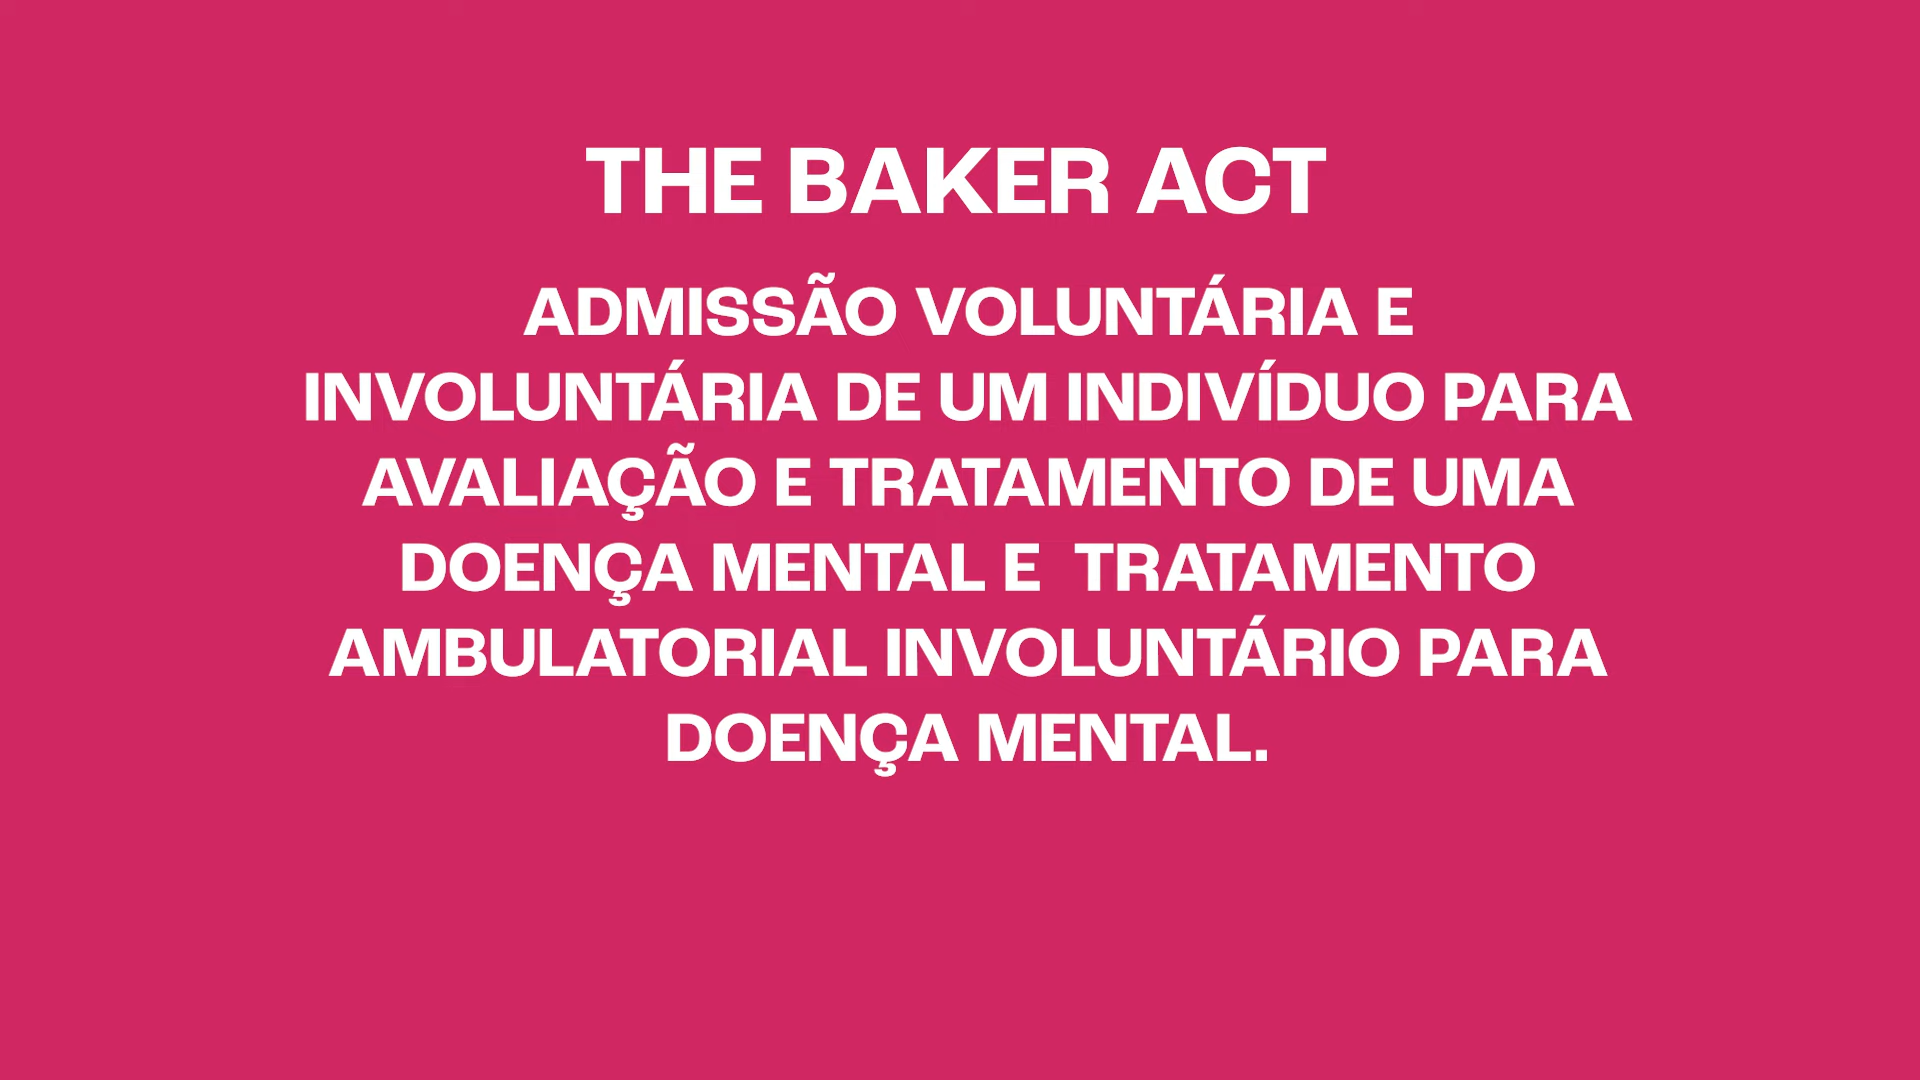 THE BAKER ACT
ADMISSÃO VOLUNTÁRIA E
INVOLUNTÁRIA DE UM INDIVÍDUO PARA
AVALIAÇÃO E TRATAMENTO DE UMA
DOENÇA MENTAL E  TRATAMENTO
AMBULATORIAL INVOLUNTÁRIO PARA
DOENÇA MENTAL.